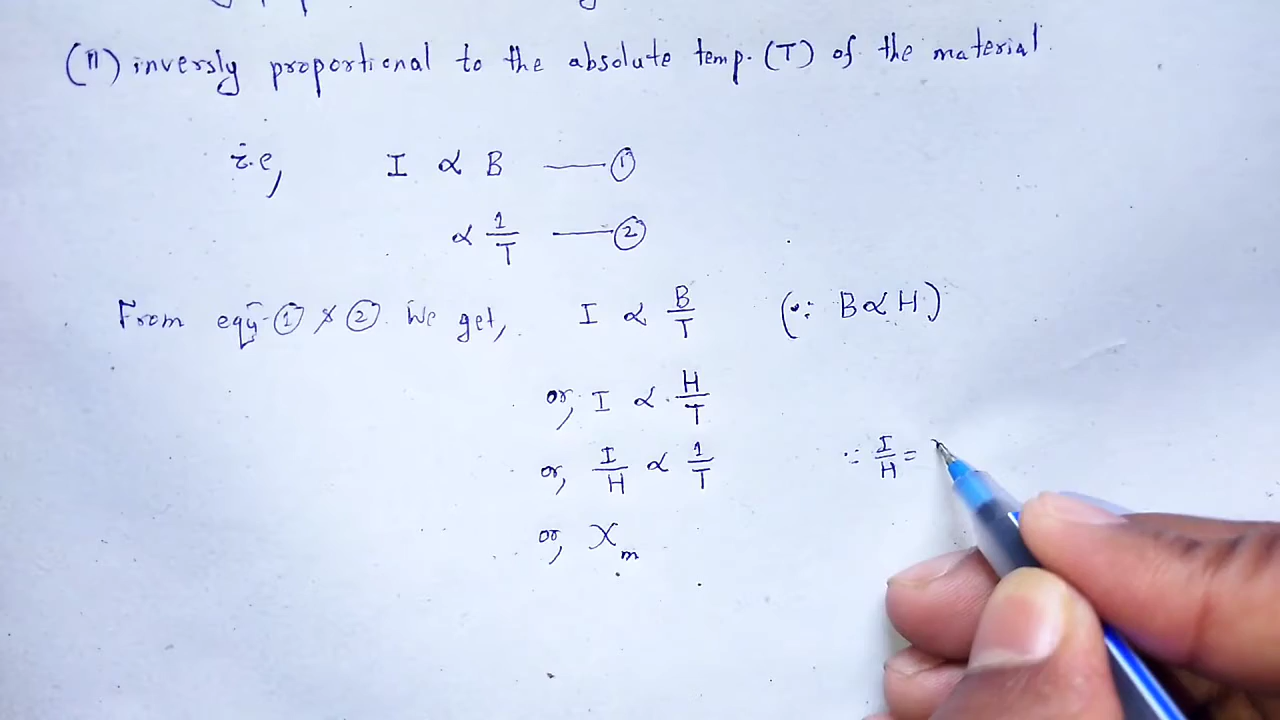 (II) inversly proportional to the absolute temp. (T) of the material.
i.e, I ∝ B —— ①
∝ 1/T —— ②
From eqn ① & ② We get, I ∝ B/T (∵ B ∝ H)
or, I ∝ H/T
or, I/H ∝ 1/T ∵ I/H =
or, χm